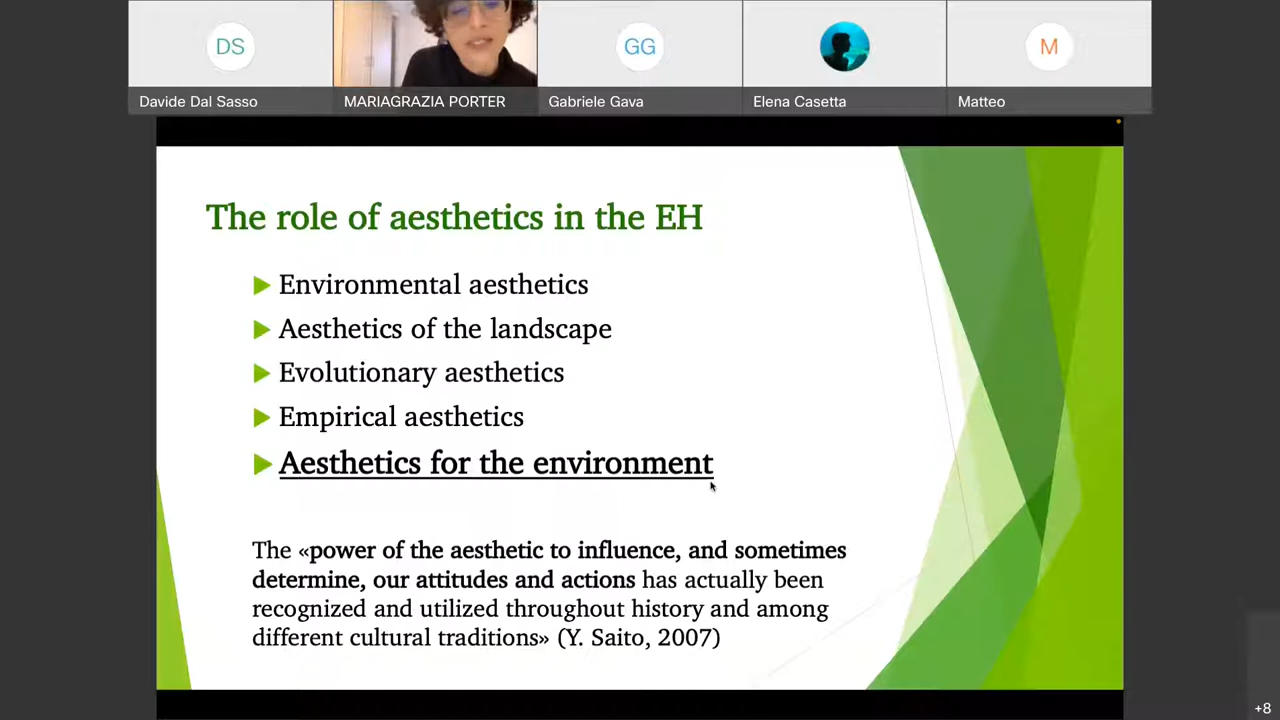 DS
GG
M
Davide Dal Sasso
MARIAGRAZIA PORTER
Gabriele Gava
Elena Casetta
Matteo
The role of aesthetics in the EH
Environmental aesthetics
Aesthetics of the landscape
Evolutionary aesthetics
Empirical aesthetics
Aesthetics for the environment
The «power of the aesthetic to influence, and sometimes
determine, our attitudes and actions has actually been
recognized and utilized throughout history and among
different cultural traditions» (Y. Saito, 2007)
+8